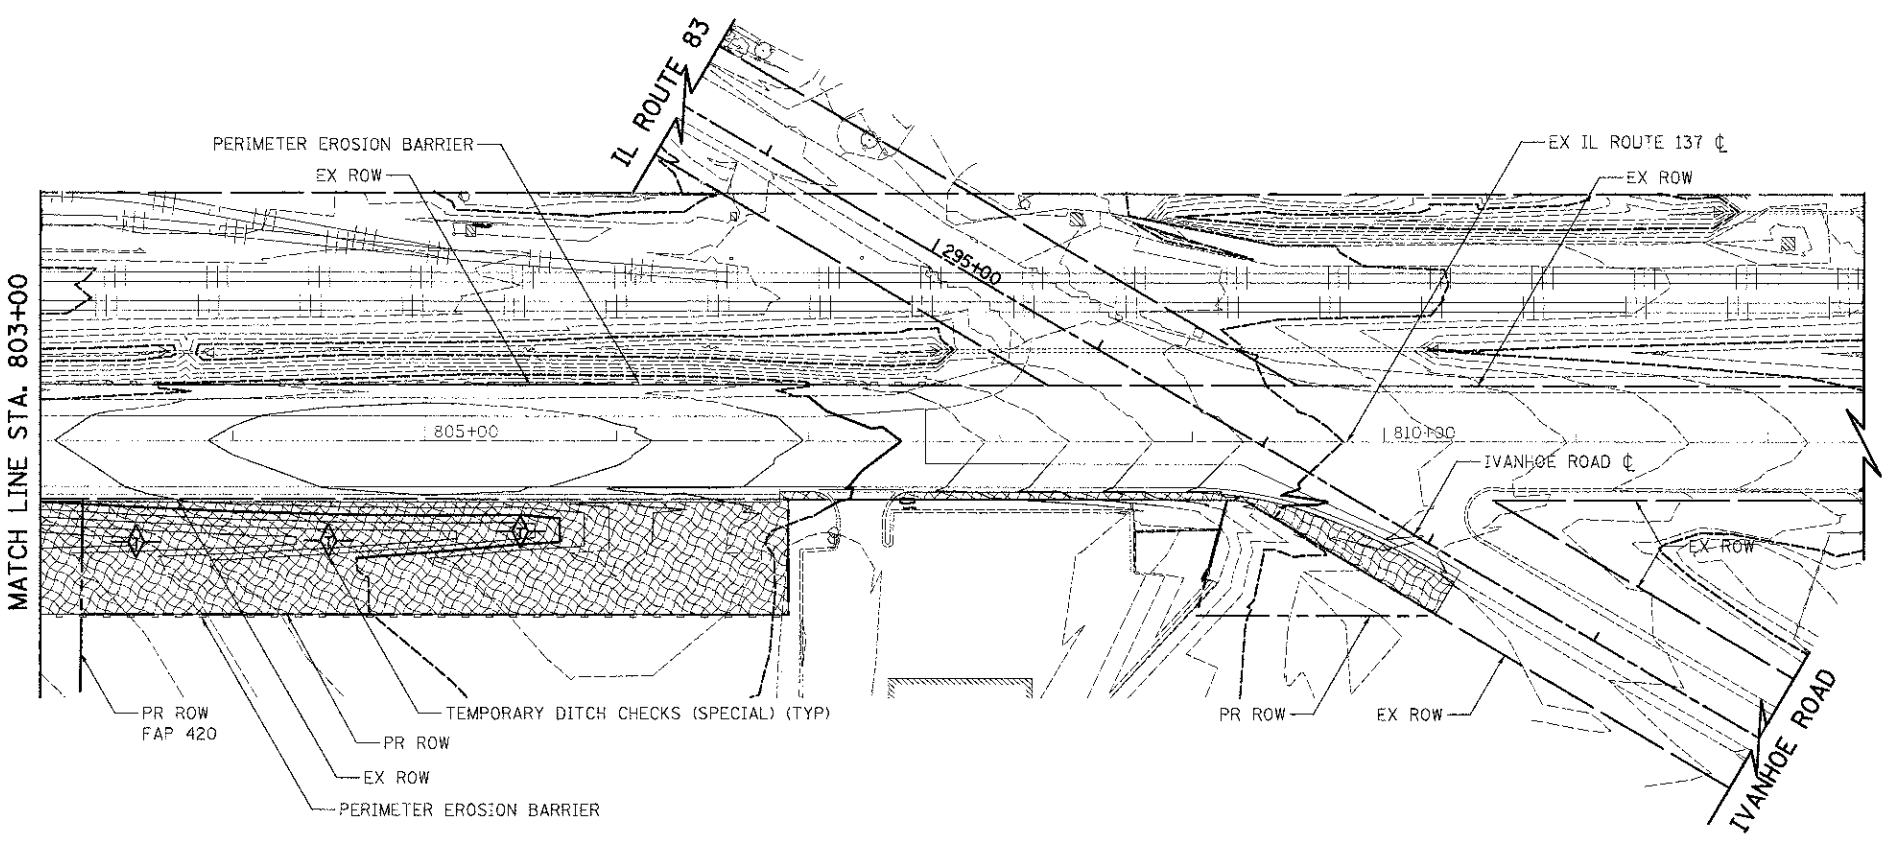 IL ROUTE 83
PERIMETER EROSION BARRIER
EX ROW
EX IL ROUTE 137 ℄
EX ROW
295+00
MATCH LINE STA. 803+00
805+00
810+00
IVANHOE ROAD ℄
EX ROW
PR ROW
FAP 420
TEMPORARY DITCH CHECKS (SPECIAL) (TYP)
PR ROW
EX ROW
PR ROW
EX ROW
PERIMETER EROSION BARRIER
IVANHOE ROAD